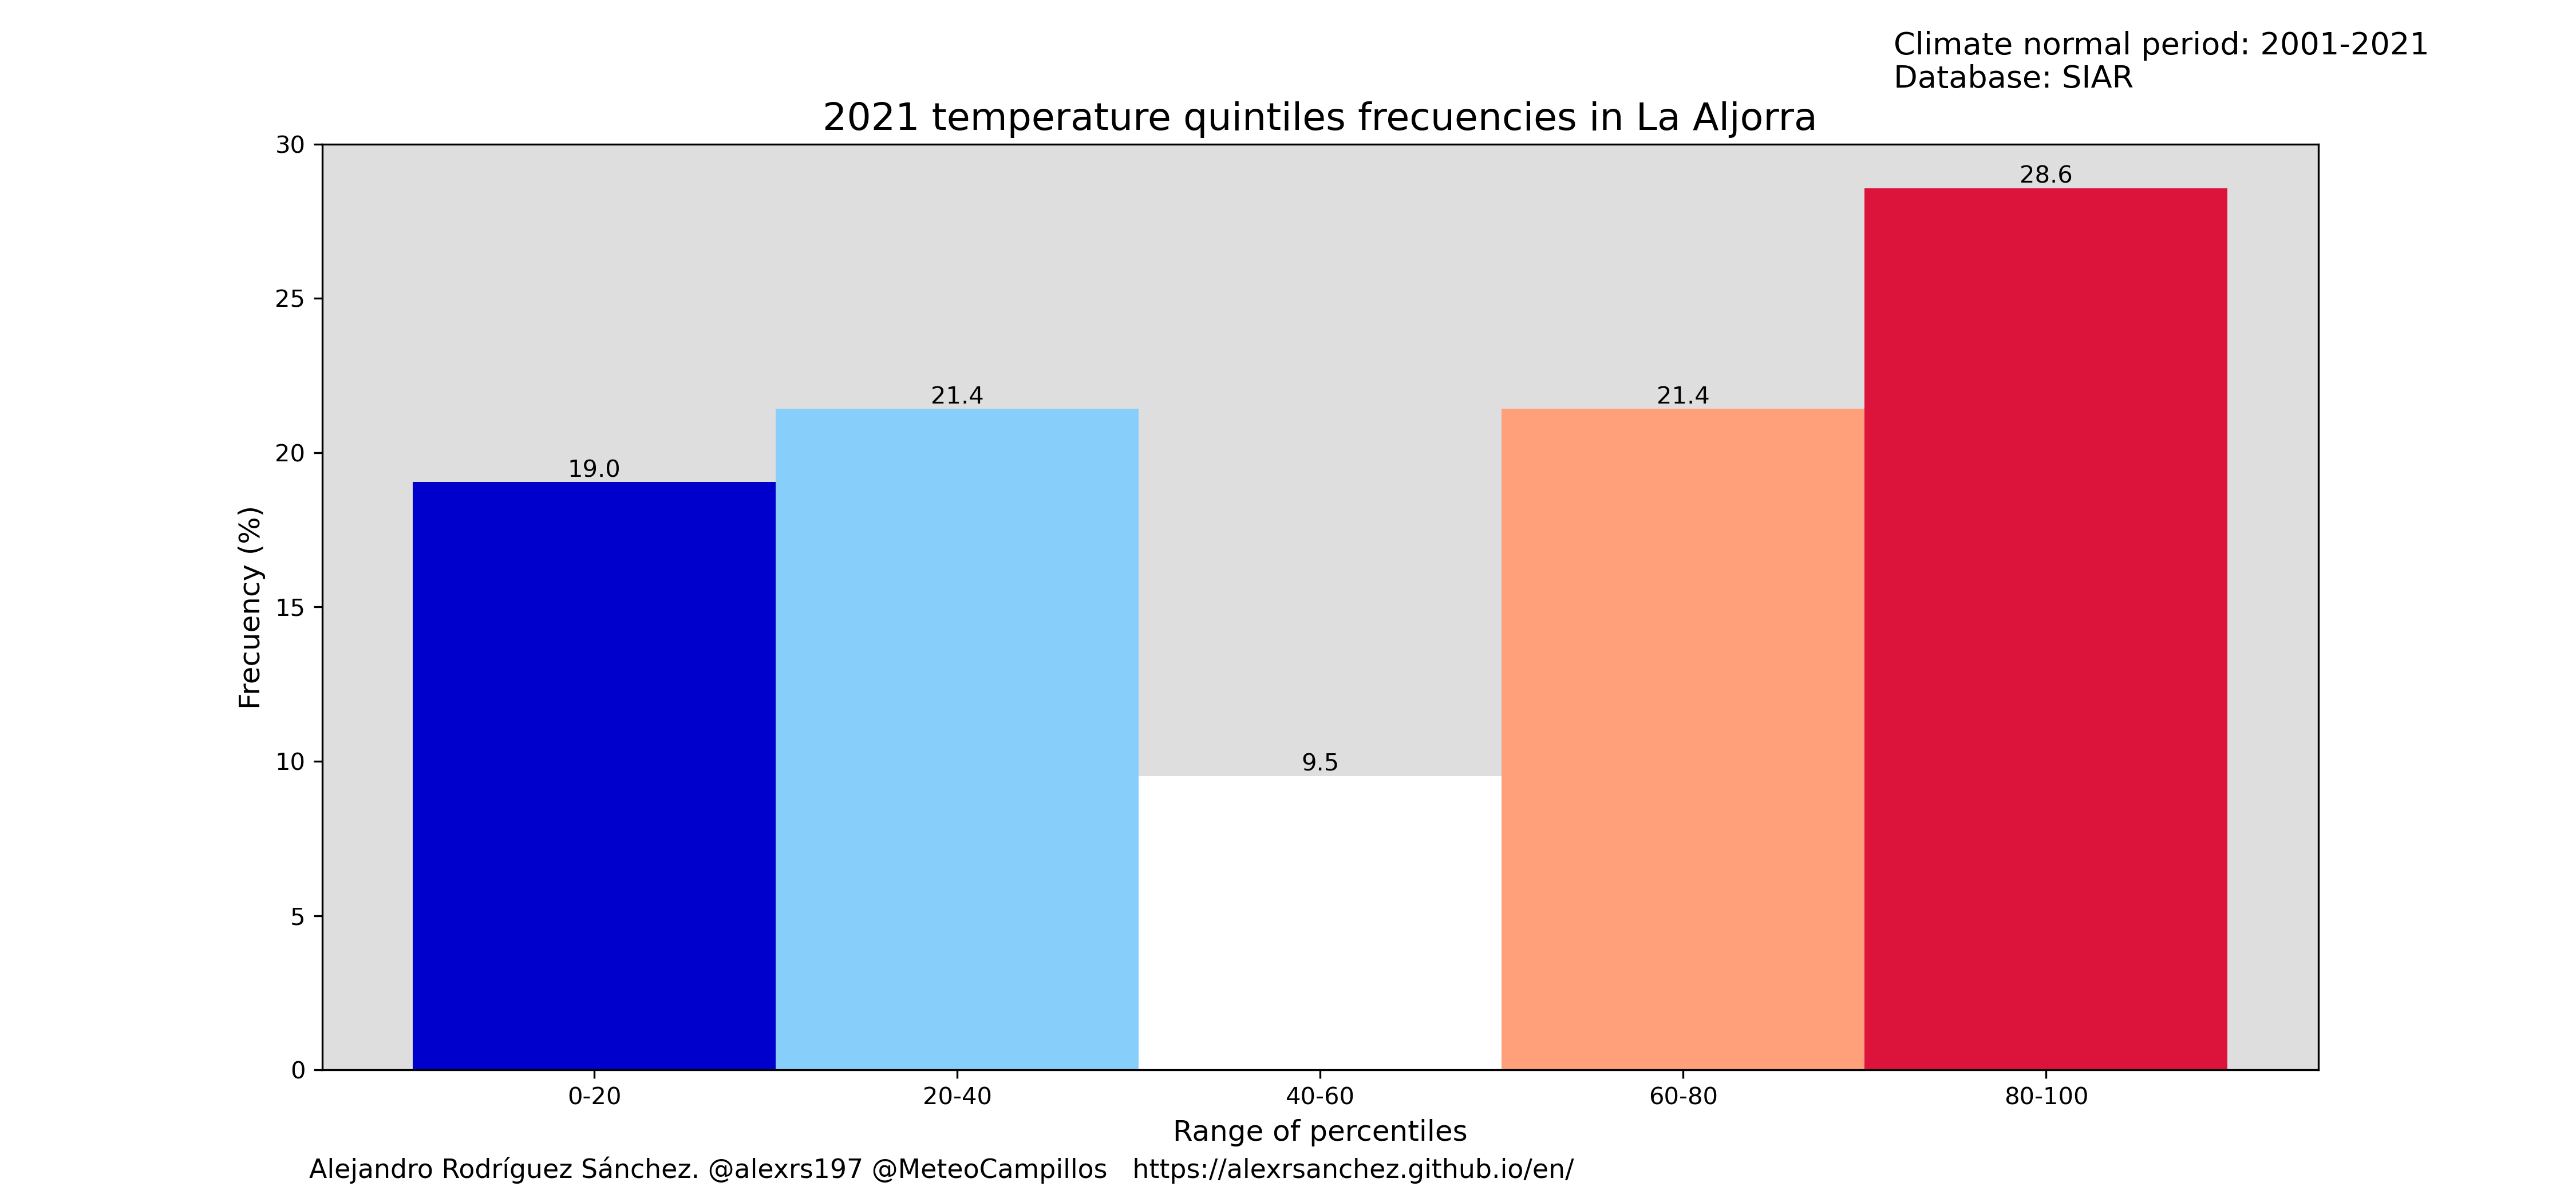 Climate normal period: 2001-2021
Database: SIAR
2021 temperature quintiles frecuencies in La Aljorra
30
25
20
15
10
5
0
Frecuency (%)
19.0
21.4
9.5
21.4
28.6
0-20
20-40
40-60
60-80
80-100
Range of percentiles
Alejandro Rodríguez Sánchez. @alexrs197 @MeteoCampillos https://alexrsanchez.github.io/en/